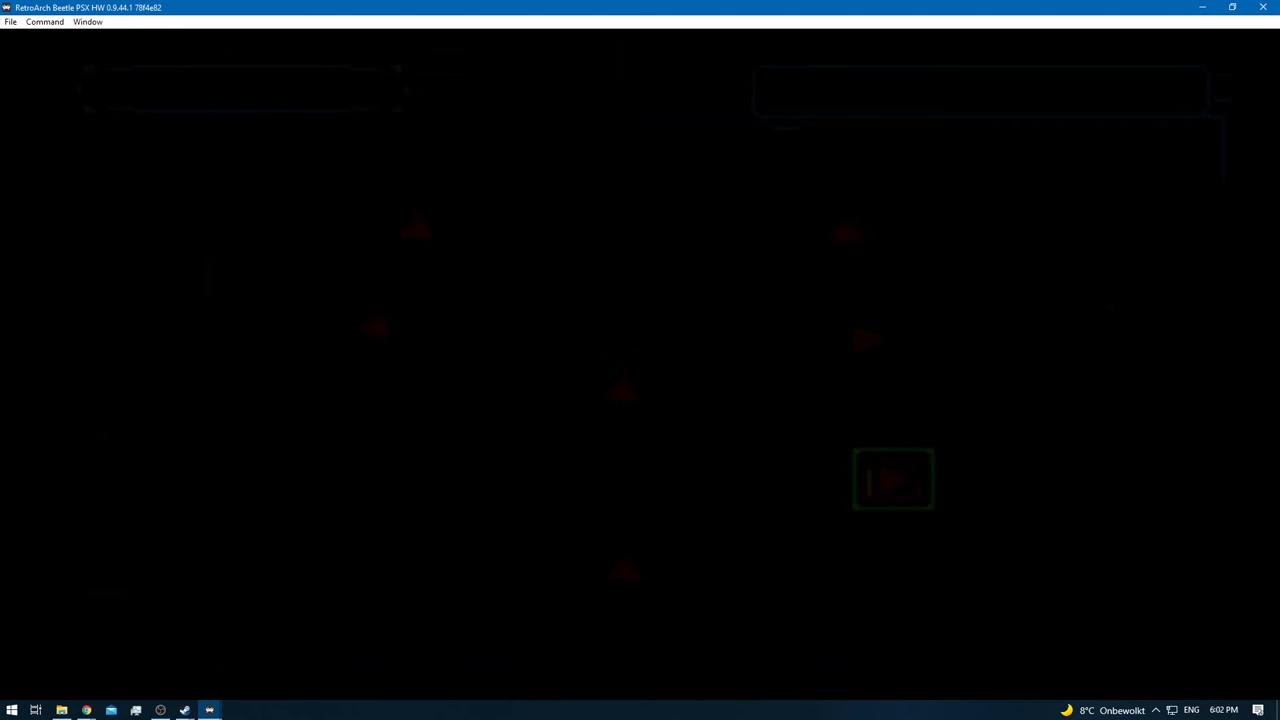 RetroArch Beetle PSX HW 0.9.44.1 78f4e82
File Command Window
8°C Onbewolkt ENG 6:02 PM